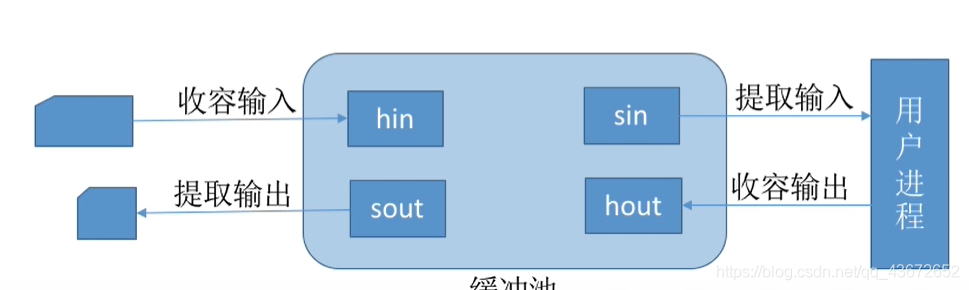 收容输入
hin
sin
提取输入
用户进程
提取输出
sout
hout
收容输出
缓冲池
https://blog.csdn.net/qq_43672652